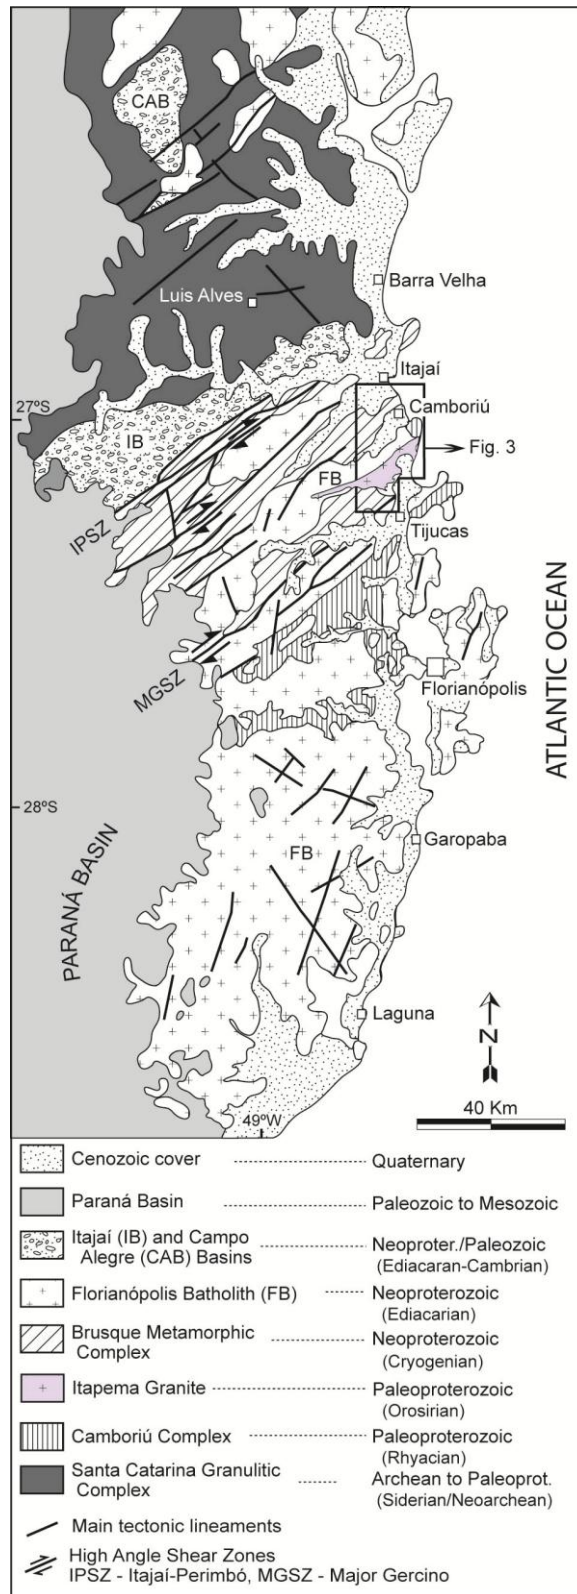 CAB
Luis Alves
Barra Velha
Itajaí
27ºS
Camboriú
IB
Fig. 3
FB
IPSZ
Tijucas
MGSZ
Florianópolis
ATLANTIC OCEAN
28ºS
Garopaba
FB
PARANÁ BASIN
Laguna
N
49ºW
40 Km
Cenozoic cover Quaternary
Paraná Basin Paleozoic to Mesozoic
Itajaí (IB) and Campo Neoproter./Paleozoic
Alegre (CAB) Basins (Ediacaran-Cambrian)
Florianópolis Batholith (FB) Neoproterozoic
(Ediacarian)
Brusque Metamorphic Neoproterozoic
Complex (Cryogenian)
Itapema Granite Paleoproterozoic
(Orosirian)
Camboriú Complex Paleoproterozoic
(Rhyacian)
Santa Catarina Granulitic Archean to Paleoprot.
Complex (Siderian/Neoarchean)
Main tectonic lineaments
High Angle Shear Zones
IPSZ - Itajaí-Perimbó, MGSZ - Major Gercino